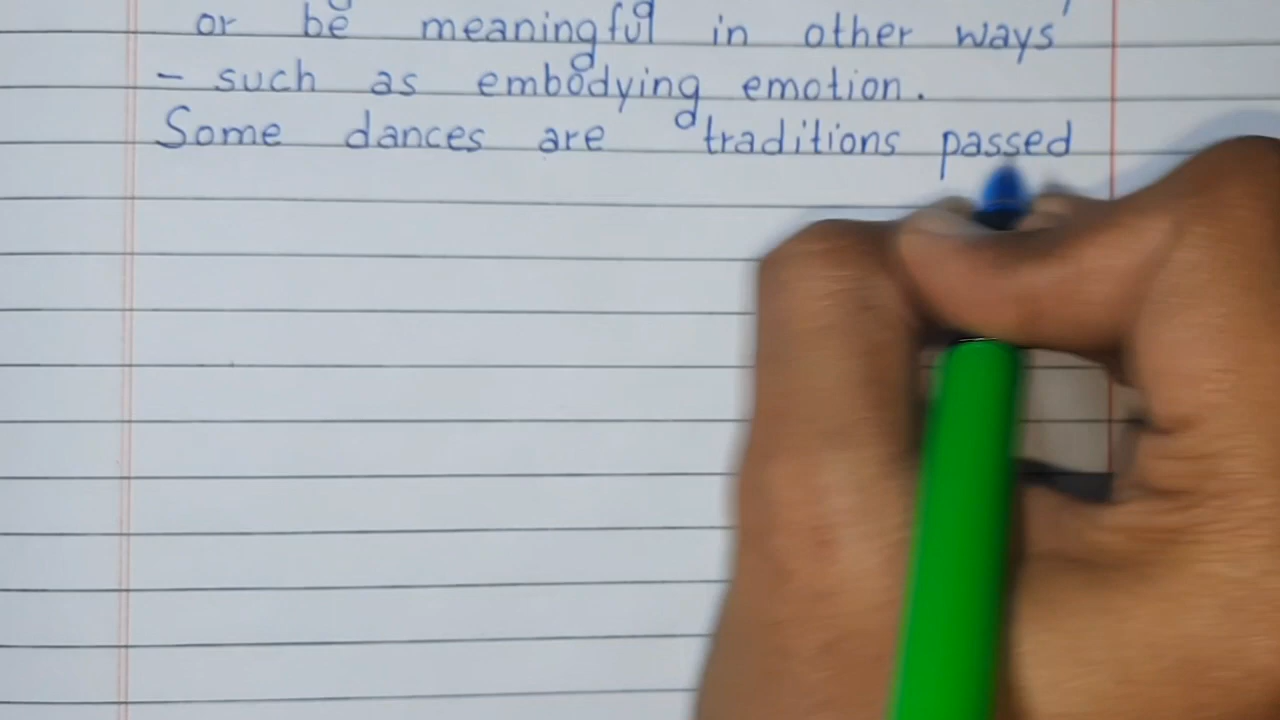 or be meaningful in other ways
- such as embodying emotion.
Some dances are traditions passed